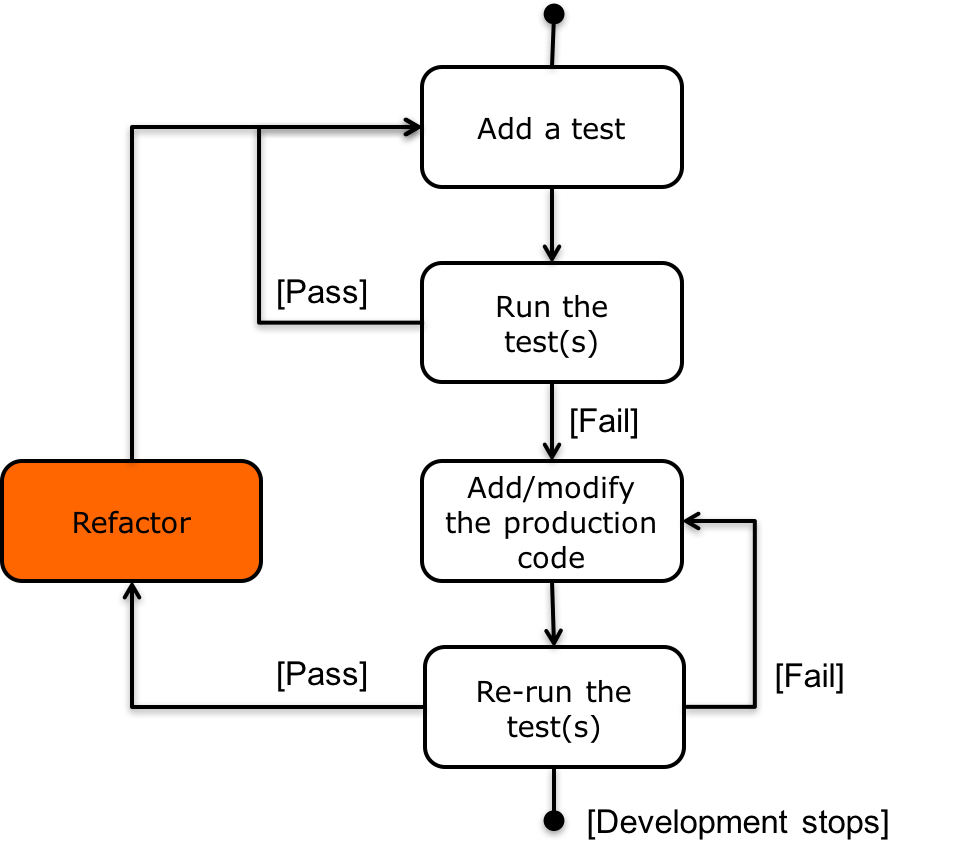 Add a test
[Pass]
Run the
test(s)
[Fail]
Refactor
Add/modify
the production
code
[Pass]
Re-run the
test(s)
[Fail]
[Development stops]